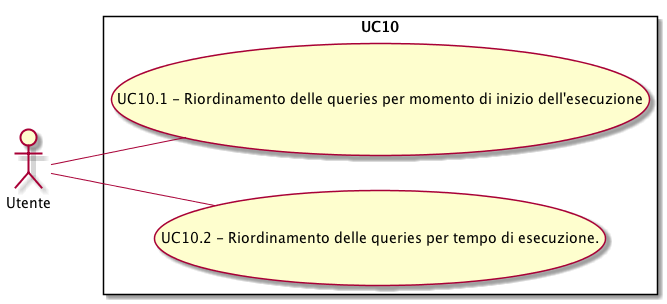 UC10
UC10.1 - Riordinamento delle queries per momento di inizio dell'esecuzione
Utente
UC10.2 - Riordinamento delle queries per tempo di esecuzione.